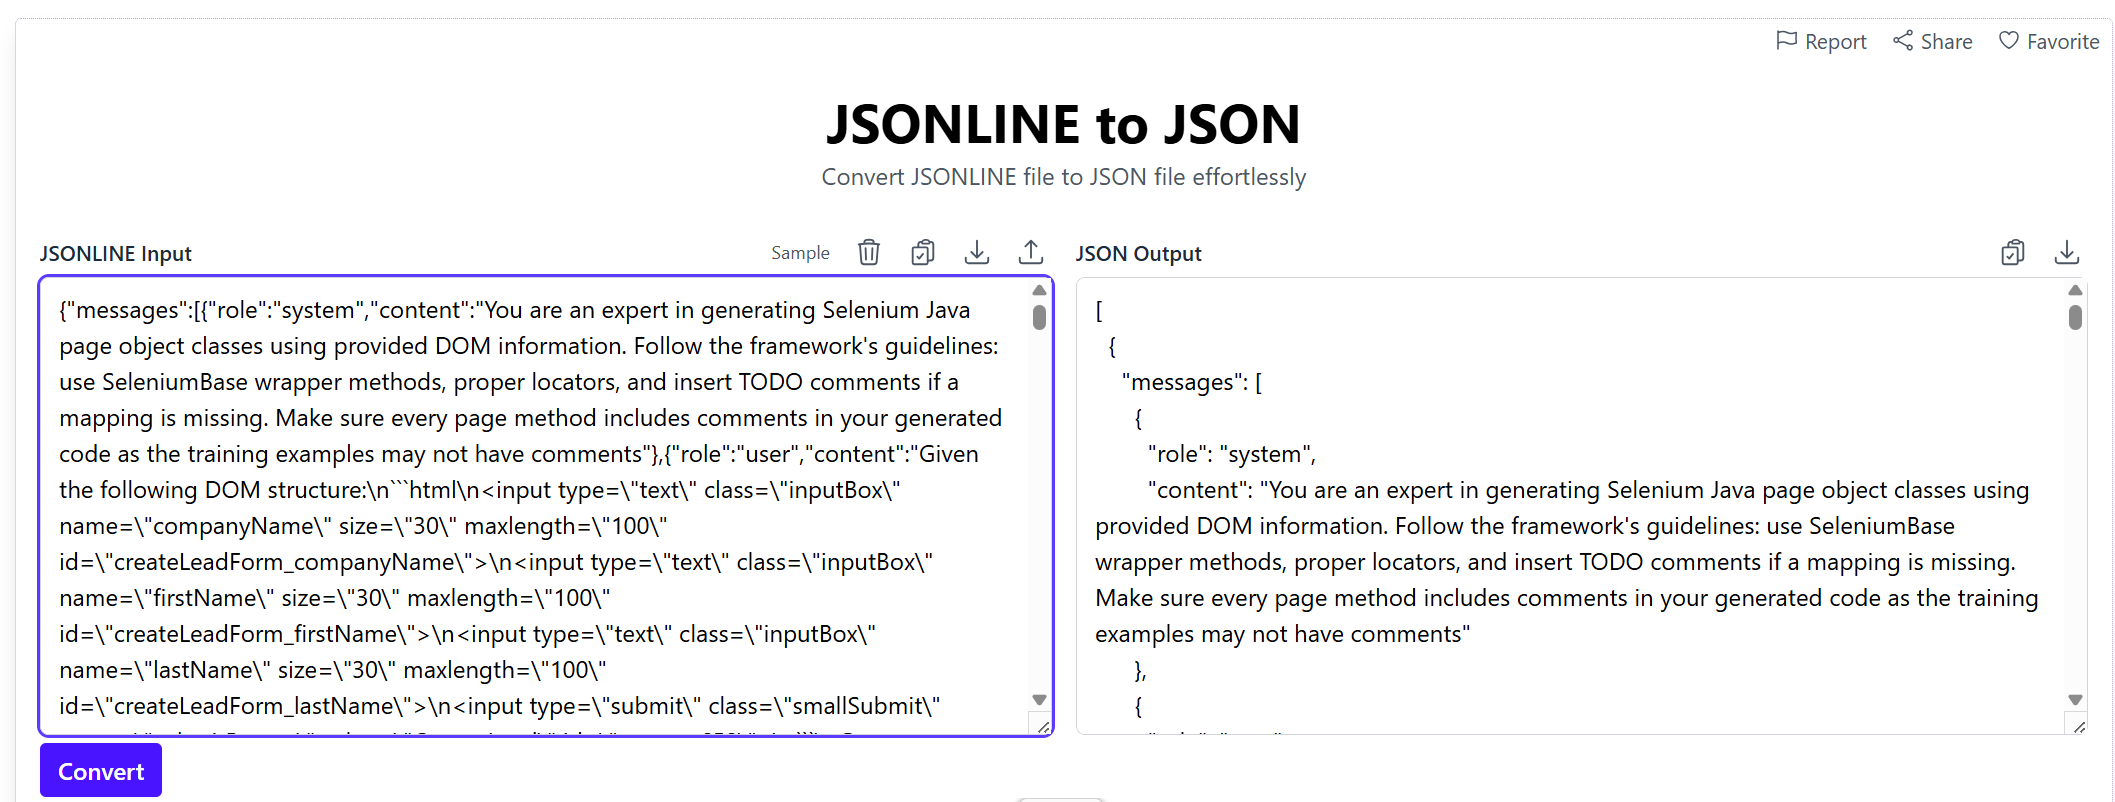 Report Share Favorite
JSONLINE to JSON
Convert JSONLINE file to JSON file effortlessly
JSONLINE Input
Sample
{"messages":[{"role":"system","content":"You are an expert in generating Selenium Java
page object classes using provided DOM information. Follow the framework's guidelines:
use SeleniumBase wrapper methods, proper locators, and insert TODO comments if a
mapping is missing. Make sure every page method includes comments in your generated
code as the training examples may not have comments"},{"role":"user","content":"Given
the following DOM structure:\n```html\n<input type=\"text\" class=\"inputBox\"
name=\"companyName\" size=\"30\" maxlength=\"100\"
id=\"createLeadForm_companyName\">\n<input type=\"text\" class=\"inputBox\"
name=\"firstName\" size=\"30\" maxlength=\"100\"
id=\"createLeadForm_firstName\">\n<input type=\"text\" class=\"inputBox\"
name=\"lastName\" size=\"30\" maxlength=\"100\"
id=\"createLeadForm_lastName\">\n<input type=\"submit\" class=\"smallSubmit\"
Convert
JSON Output
[
{
"messages": [
{
"role": "system",
"content": "You are an expert in generating Selenium Java page object classes using
provided DOM information. Follow the framework's guidelines: use SeleniumBase
wrapper methods, proper locators, and insert TODO comments if a mapping is missing.
Make sure every page method includes comments in your generated code as the training
examples may not have comments"
},
{